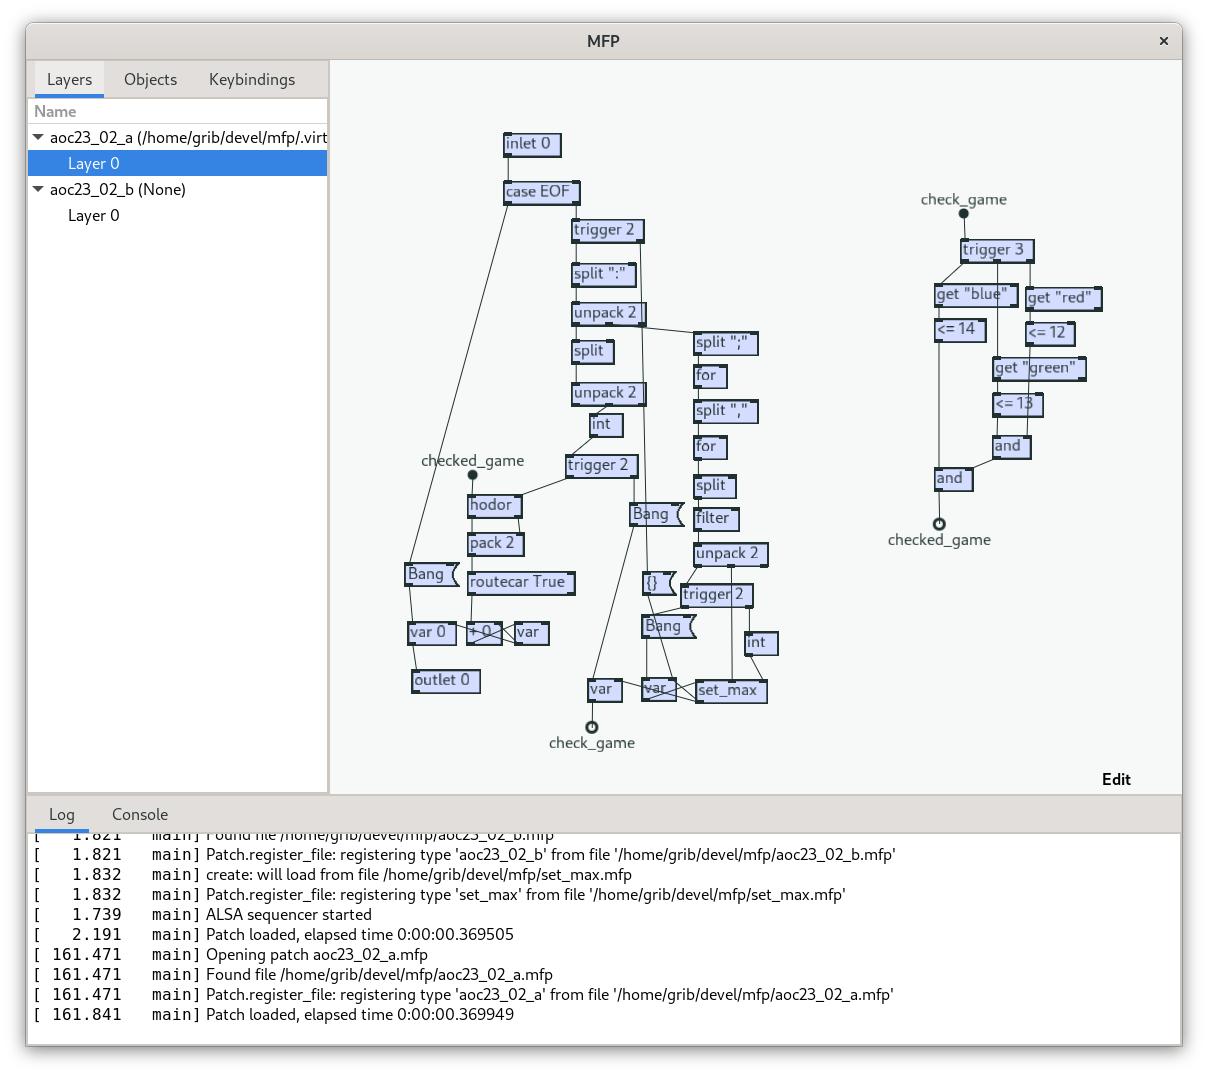 MFP
×
Layers Objects Keybindings
Name
aoc23_02_a (/home/grib/devel/mfp/.virt
Layer 0
aoc23_02_b (None)
Layer 0
inlet 0
case EOF
trigger 2
split ":"
unpack 2
split
unpack 2
int
trigger 2
split ";"
for
split ","
for
split
filter
unpack 2
trigger 2
int
Bang
{}
Bang
var
var
set_max
check_game
checked_game
hodor
pack 2
routecar True
Bang
var 0
+ 0
var
outlet 0
check_game
trigger 3
get "blue"
get "red"
<= 14
<= 12
get "green"
<= 13
and
and
checked_game
Edit
Log Console
[ 1.821 main] Found file /home/grib/devel/mfp/aoc23_02_b.mfp
[ 1.821 main] Patch.register_file: registering type 'aoc23_02_b' from file '/home/grib/devel/mfp/aoc23_02_b.mfp'
[ 1.832 main] create: will load from file /home/grib/devel/mfp/set_max.mfp
[ 1.832 main] Patch.register_file: registering type 'set_max' from file '/home/grib/devel/mfp/set_max.mfp'
[ 1.739 main] ALSA sequencer started
[ 2.191 main] Patch loaded, elapsed time 0:00:00.369505
[ 161.471 main] Opening patch aoc23_02_a.mfp
[ 161.471 main] Found file /home/grib/devel/mfp/aoc23_02_a.mfp
[ 161.471 main] Patch.register_file: registering type 'aoc23_02_a' from file '/home/grib/devel/mfp/aoc23_02_a.mfp'
[ 161.841 main] Patch loaded, elapsed time 0:00:00.369949